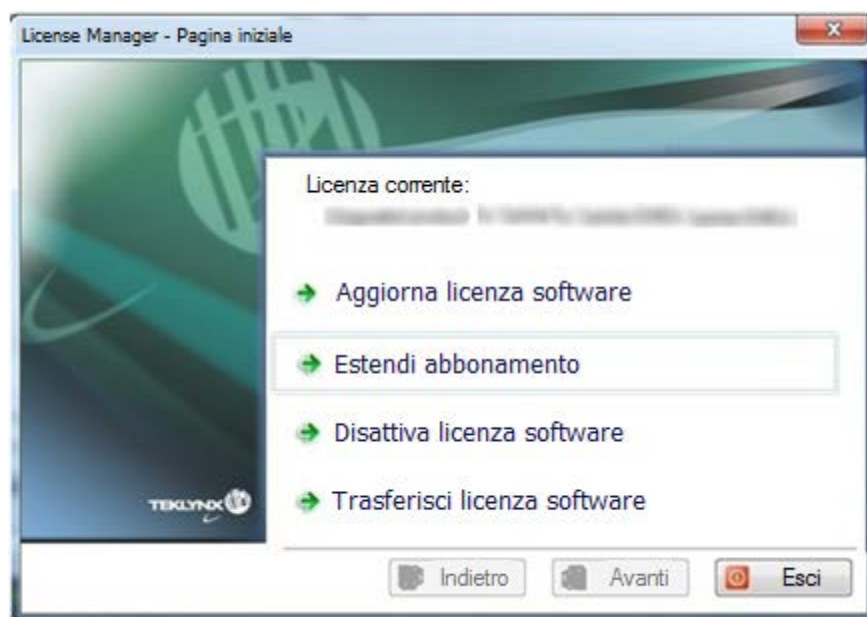 License Manager - Pagina iniziale
Licenza corrente:
Aggiorna licenza software
Estendi abbonamento
Disattiva licenza software
Trasferisci licenza software
TEKLYNX
Indietro
Avanti
Esci